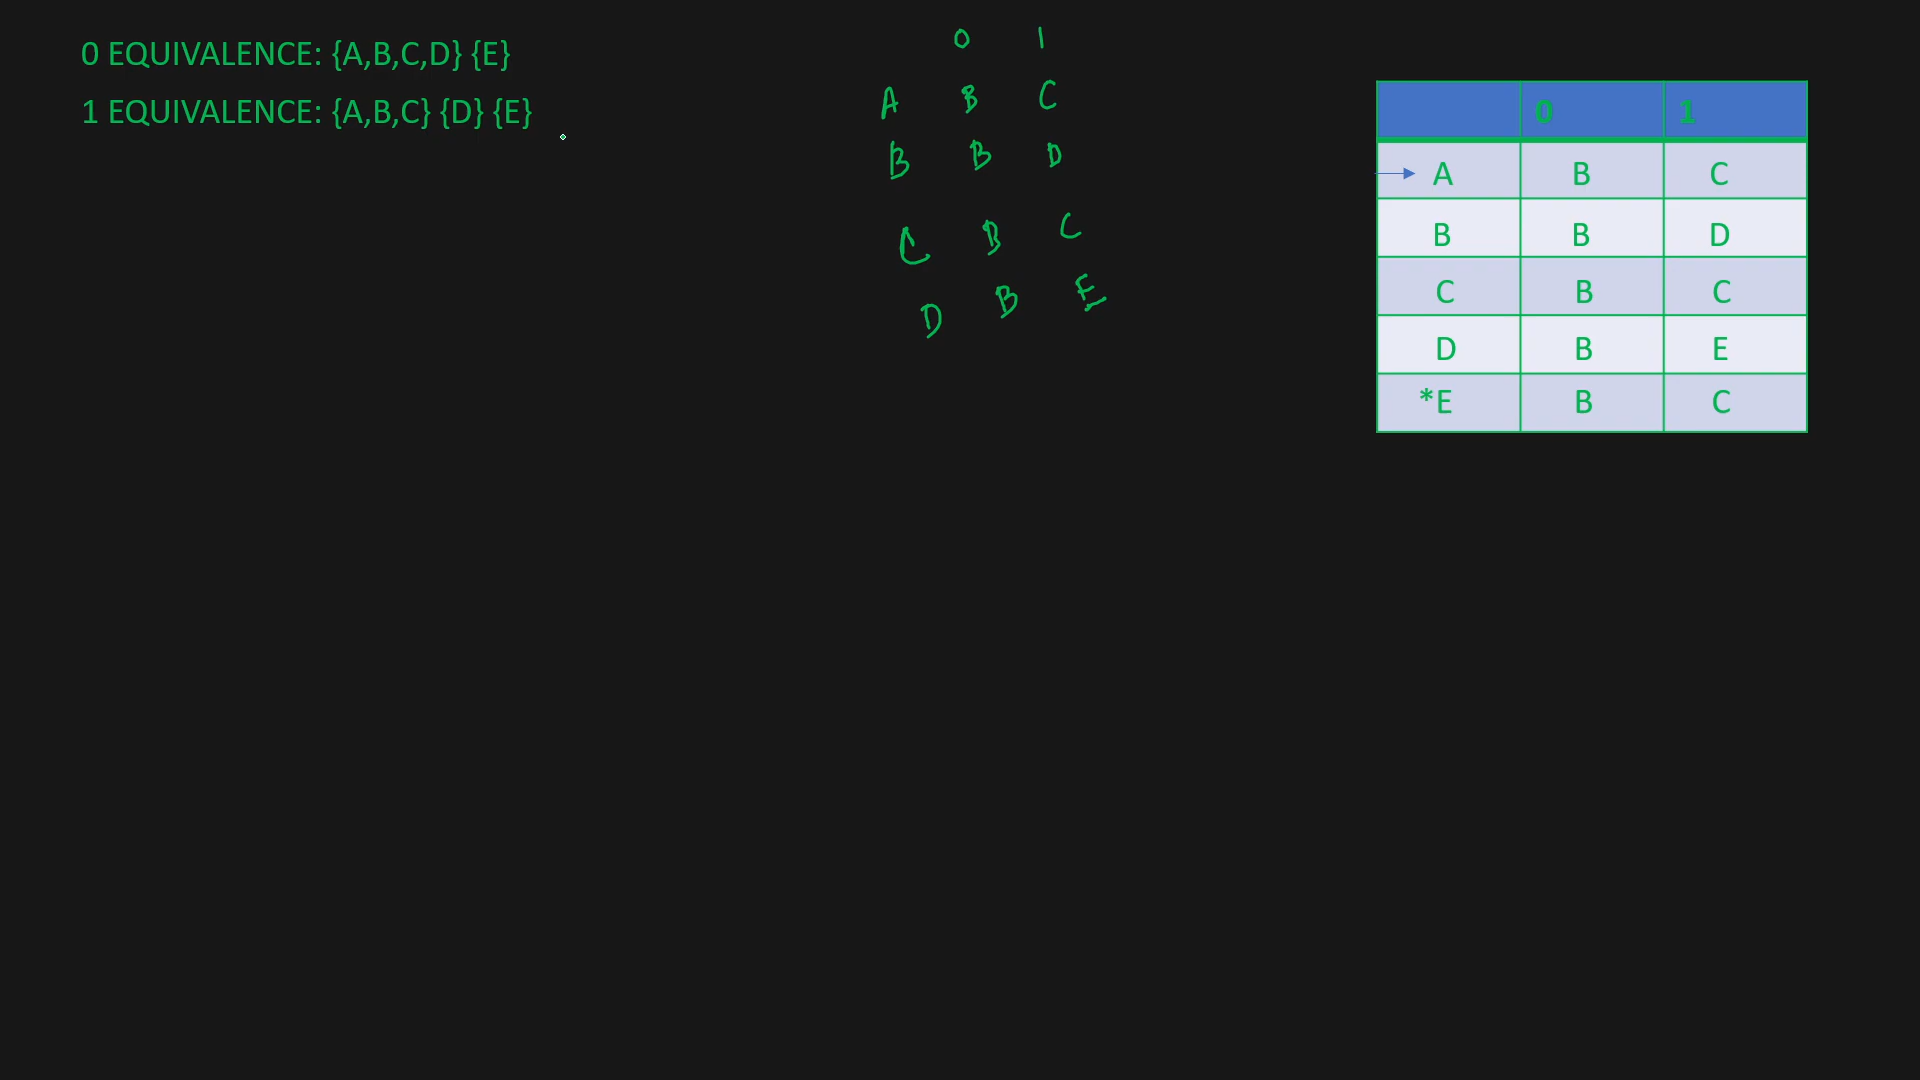 0 EQUIVALENCE: {A,B,C,D} {E}
1 EQUIVALENCE: {A,B,C} {D} {E}
0 1
A B C
B B D
C B C
D B E
0 1
A B C
B B D
C B C
D B E
*E B C